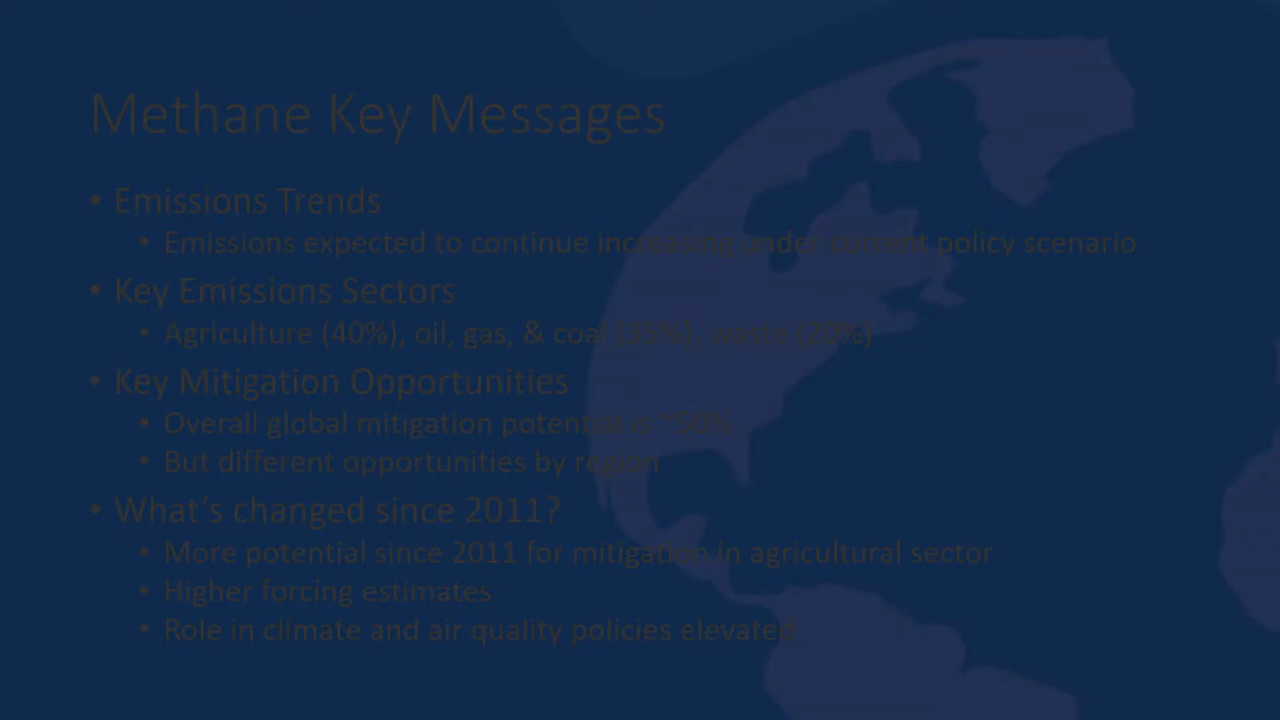 Methane Key Messages
• Emissions Trends
• Emissions expected to continue increasing under current policy scenario
• Key Emissions Sectors
• Agriculture (40%), oil, gas, & coal (35%), waste (20%)
• Key Mitigation Opportunities
• Overall global mitigation potential is ~50%
• But different opportunities by region
• What's changed since 2011?
• More potential since 2011 for mitigation in agricultural sector
• Higher forcing estimates
• Role in climate and air quality policies elevated